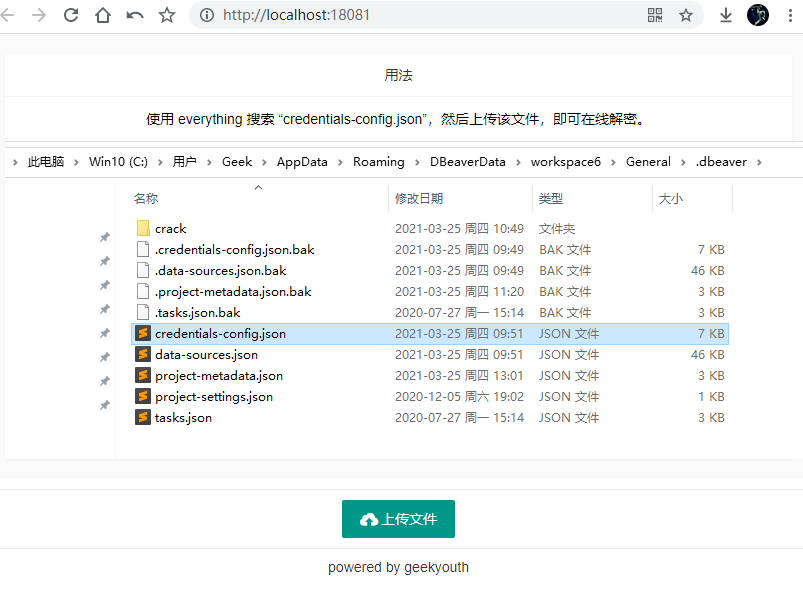 http://localhost:18081
用法
使用 everything 搜索 “credentials-config.json”，然后上传该文件，即可在线解密。
此电脑 > Win10 (C:) > 用户 > Geek > AppData > Roaming > DBeaverData > workspace6 > General > .dbeaver >
名称 修改日期 类型 大小
crack 2021-03-25 周四 10:49 文件夹
.credentials-config.json.bak 2021-03-25 周四 09:49 BAK 文件 7 KB
.data-sources.json.bak 2021-03-25 周四 09:49 BAK 文件 46 KB
.project-metadata.json.bak 2021-03-25 周四 11:20 BAK 文件 3 KB
.tasks.json.bak 2020-07-27 周一 15:14 BAK 文件 3 KB
credentials-config.json 2021-03-25 周四 09:51 JSON 文件 7 KB
data-sources.json 2021-03-25 周四 09:51 JSON 文件 46 KB
project-metadata.json 2021-03-25 周四 13:01 JSON 文件 3 KB
project-settings.json 2020-12-05 周六 19:02 JSON 文件 1 KB
tasks.json 2020-07-27 周一 15:14 JSON 文件 3 KB
上传文件
powered by geekyouth